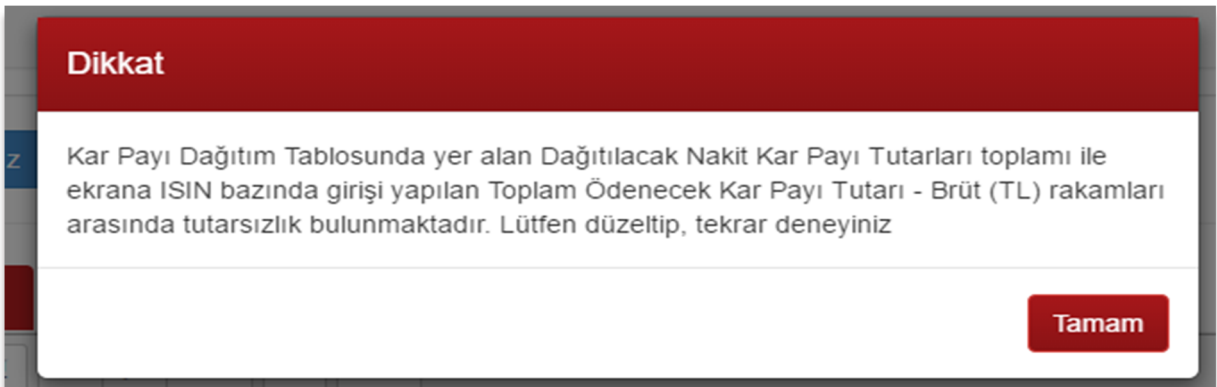 Dikkat
Z
Kar Payı Dağıtım Tablosunda yer alan Dağıtılacak Nakit Kar Payı Tutarları toplamı ile
ekrana ISIN bazında girişi yapılan Toplam Ödenecek Kar Payı Tutarı - Brüt (TL) rakamları
arasında tutarsızlık bulunmaktadır. Lütfen düzeltip, tekrar deneyiniz
Tamam